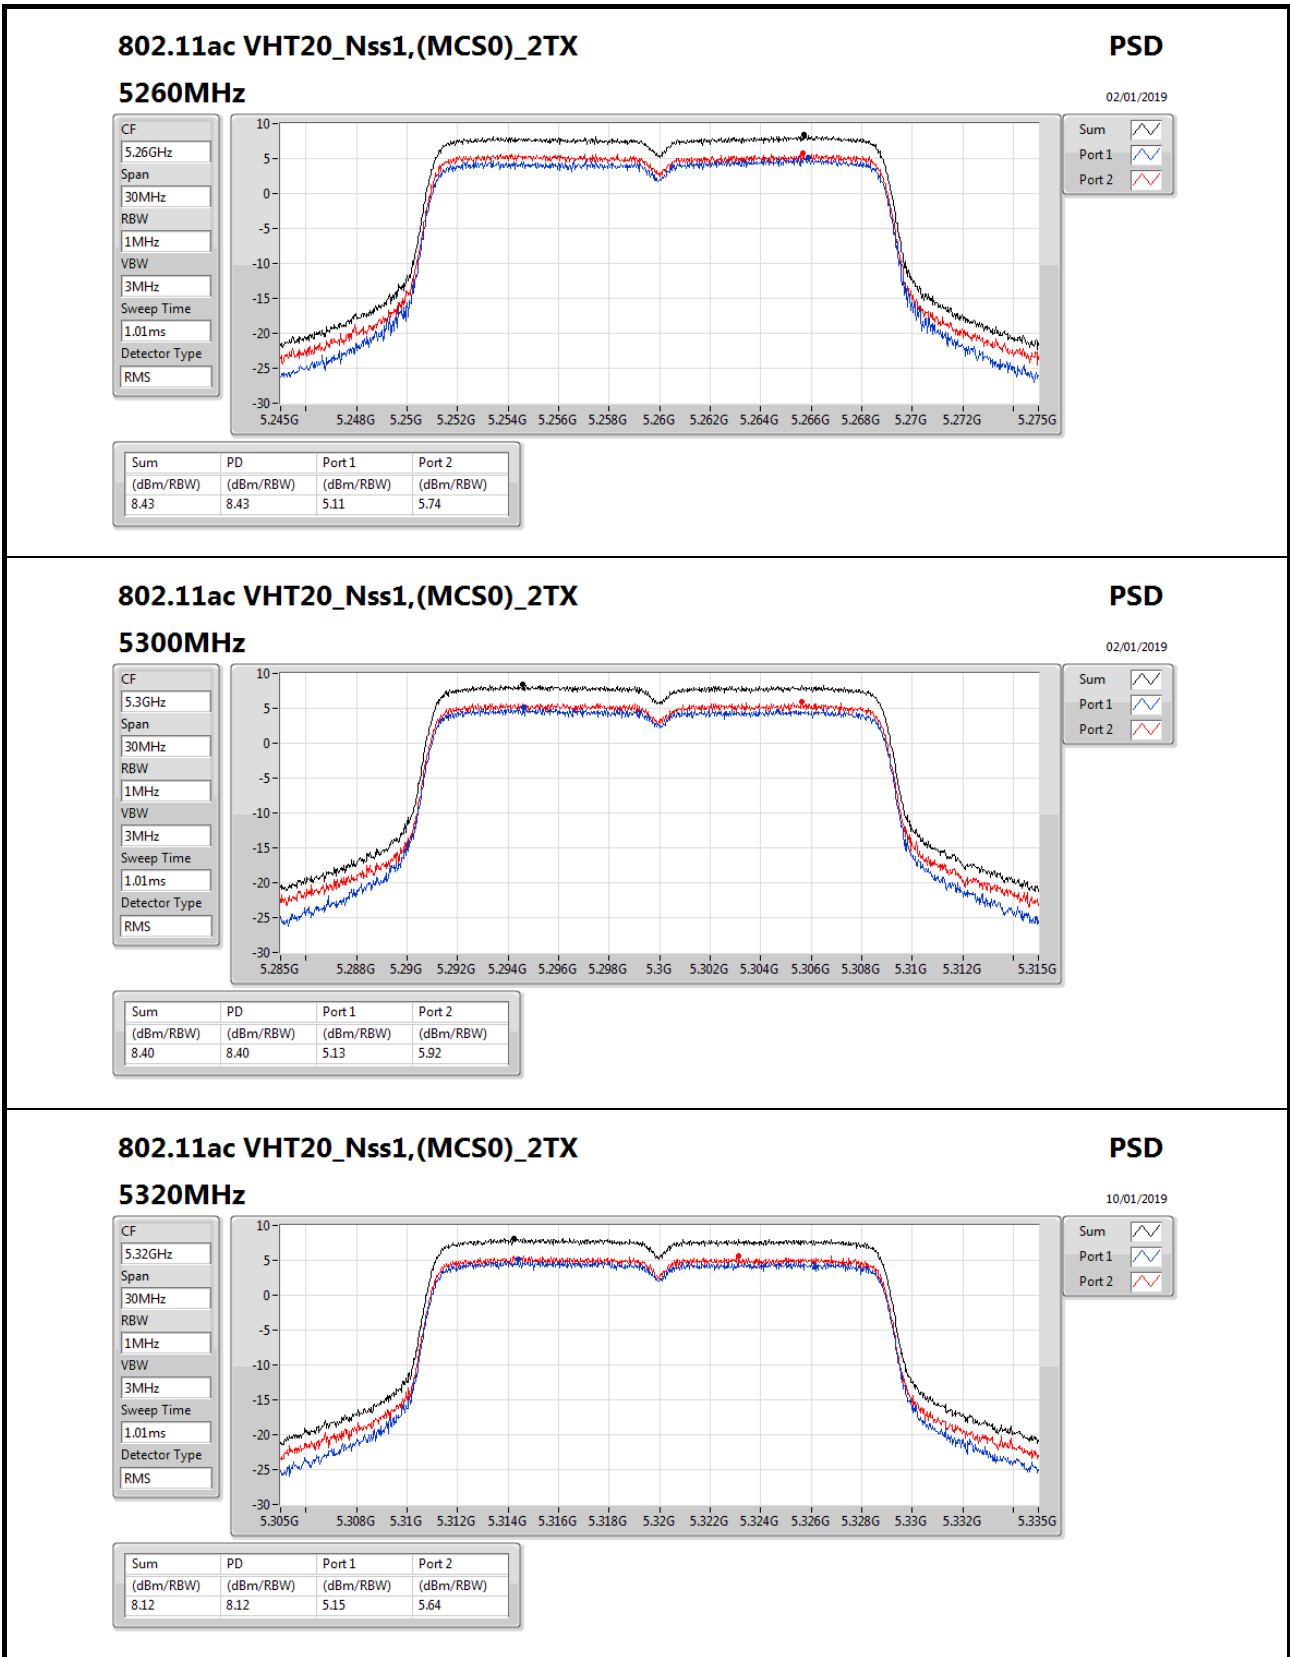 802.11ac VHT20_Nss1,(MCS0)_2TX PSD
5260MHz 02/01/2019
CF
5.26GHz
Span
30MHz
RBW
1MHz
VBW
3MHz
Sweep Time
1.01ms
Detector Type
RMS
10
5
0
-5
-10
-15
-20
-25
-30
5.245G 5.248G 5.25G 5.252G 5.254G 5.256G 5.258G 5.26G 5.262G 5.264G 5.266G 5.268G 5.27G 5.272G 5.275G
Sum
Port 1
Port 2
Sum PD Port 1 Port 2
(dBm/RBW) (dBm/RBW) (dBm/RBW) (dBm/RBW)
8.43 8.43 5.11 5.74
802.11ac VHT20_Nss1,(MCS0)_2TX PSD
5300MHz 02/01/2019
CF
5.3GHz
Span
30MHz
RBW
1MHz
VBW
3MHz
Sweep Time
1.01ms
Detector Type
RMS
10
5
0
-5
-10
-15
-20
-25
-30
5.285G 5.288G 5.29G 5.292G 5.294G 5.296G 5.298G 5.3G 5.302G 5.304G 5.306G 5.308G 5.31G 5.312G 5.315G
Sum
Port 1
Port 2
Sum PD Port 1 Port 2
(dBm/RBW) (dBm/RBW) (dBm/RBW) (dBm/RBW)
8.40 8.40 5.13 5.92
802.11ac VHT20_Nss1,(MCS0)_2TX PSD
5320MHz 10/01/2019
CF
5.32GHz
Span
30MHz
RBW
1MHz
VBW
3MHz
Sweep Time
1.01ms
Detector Type
RMS
10
5
0
-5
-10
-15
-20
-25
-30
5.305G 5.308G 5.31G 5.312G 5.314G 5.316G 5.318G 5.32G 5.322G 5.324G 5.326G 5.328G 5.33G 5.332G 5.335G
Sum
Port 1
Port 2
Sum PD Port 1 Port 2
(dBm/RBW) (dBm/RBW) (dBm/RBW) (dBm/RBW)
8.12 8.12 5.15 5.64